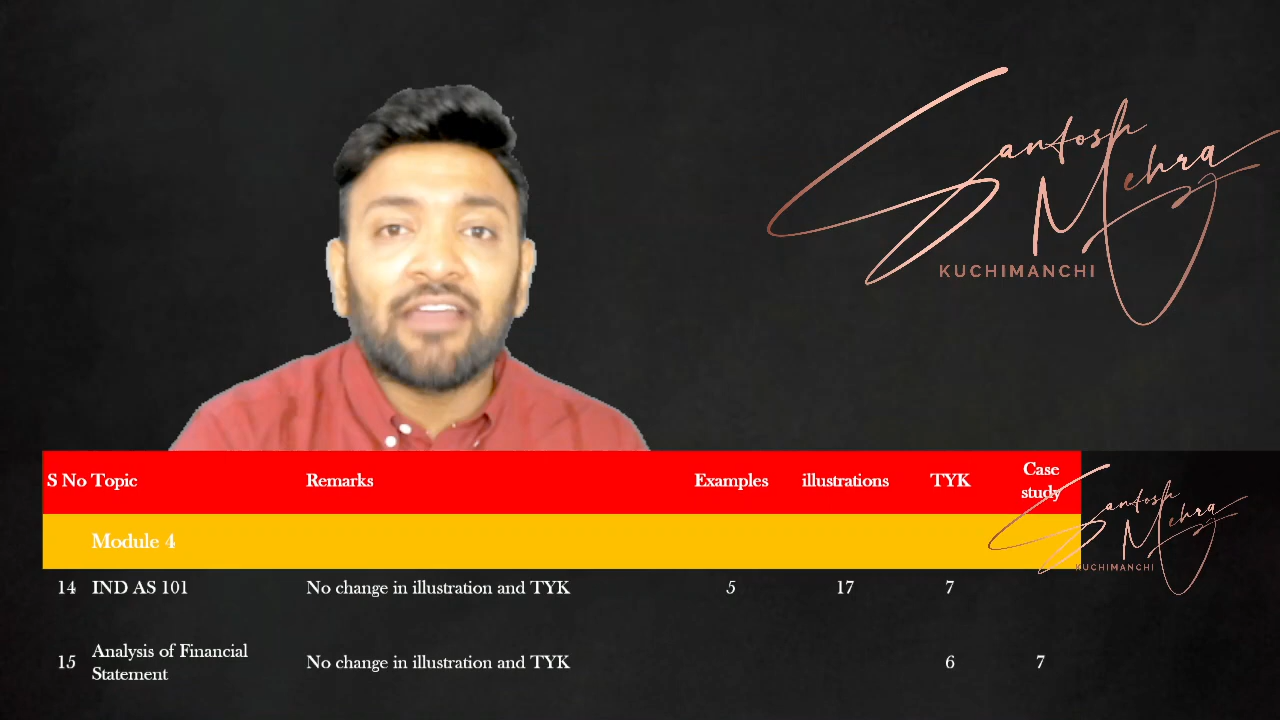 Santosh
Mehra
KUCHIMANCHI
S No Topic Remarks Examples illustrations TYK Case study
Santosh
Mehra
KUCHIMANCHI
Module 4
14 IND AS 101 No change in illustration and TYK 5 17 7
15 Analysis of Financial Statement No change in illustration and TYK 6 7